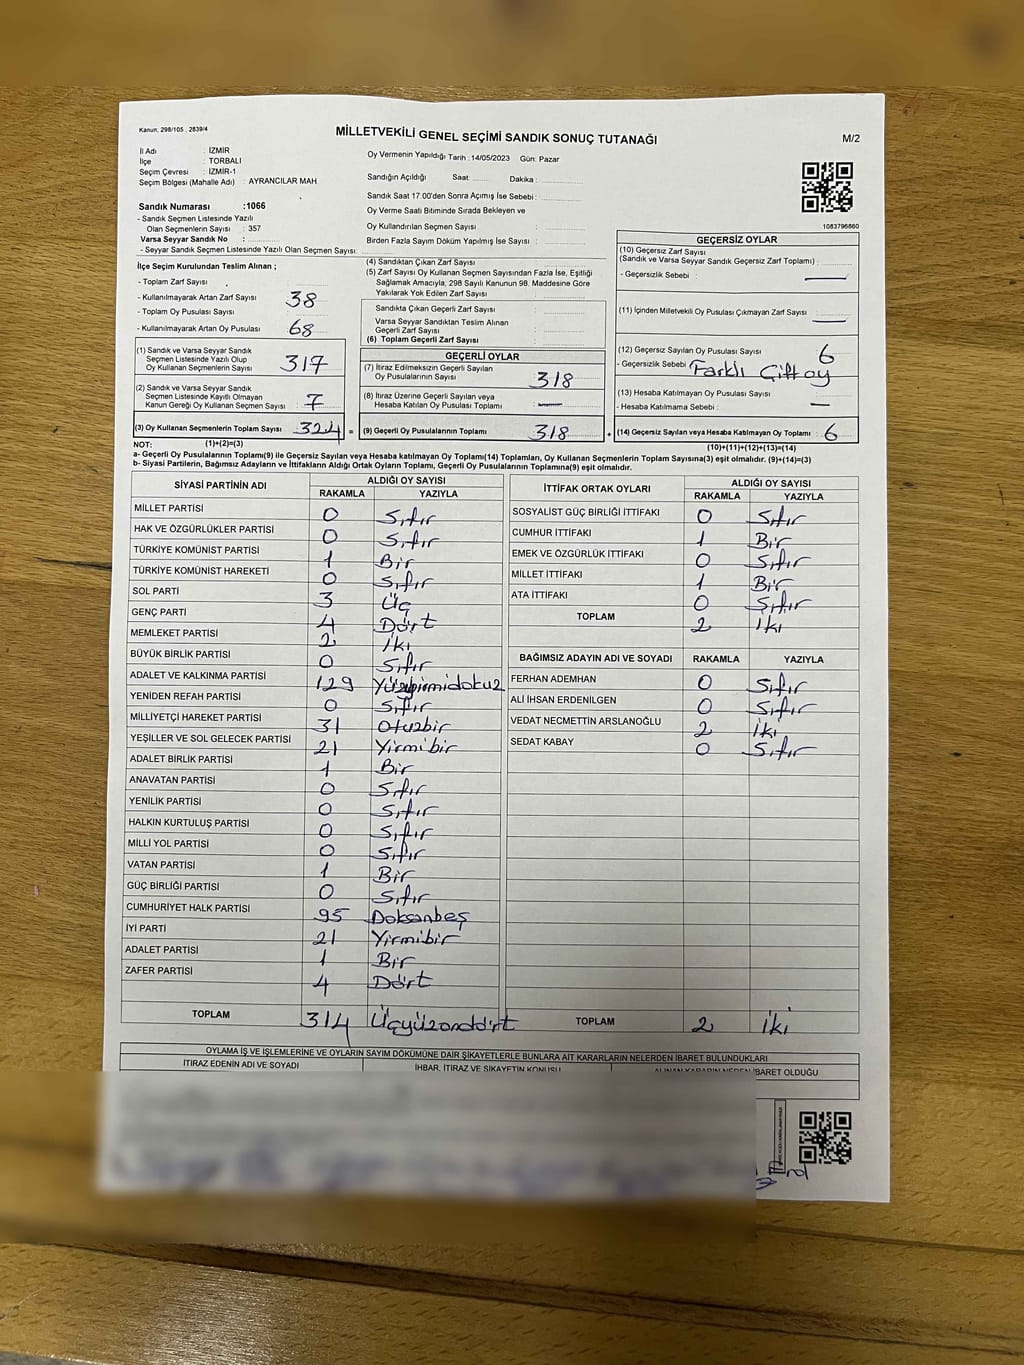 Kanun, 298/105 , 2839/4
MİLLETVEKİLİ GENEL SEÇİMİ SANDIK SONUÇ TUTANAĞI
M/2
İl Adı : İZMİR
İlçe : TORBALI
Seçim Çevresi : İZMİR-1
Seçim Bölgesi (Mahalle Adı) : AYRANCILAR MAH
Oy Vermenin Yapıldığı Tarih :14/05/2023 Gün: Pazar
Sandığın Açıldığı Saat: Dakika :
Sandık Saat 17.00'den Sonra Açımış İse Sebebi :
Oy Verme Saati Bitiminde Sırada Bekleyen ve
Oy Kullandırılan Seçmen Sayısı :
Birden Fazla Sayım Döküm Yapılmış İse Sayısı :
1083796860
Sandık Numarası :1066
- Sandık Seçmen Listesinde Yazılı
Olan Seçmenlerin Sayısı : 357
Varsa Seyyar Sandık No :
- Seyyar Sandık Seçmen Listesinde Yazılı Olan Seçmen Sayısı:
İlçe Seçim Kurulundan Teslim Alınan ;
- Toplam Zarf Sayısı :
- Kullanılmayarak Artan Zarf Sayısı : 38
- Toplam Oy Pusulası Sayısı :
- Kullanılmayarak Artan Oy Pusulası : 68
(1) Sandık ve Varsa Seyyar Sandık
Seçmen Listesinde Yazılı Olup
Oy Kullanan Seçmenlerin Sayısı : 317
(2) Sandık ve Varsa Seyyar Sandık
Seçmen Listesinde Kayıtlı Olmayan
Kanun Gereği Oy Kullanan Seçmen Sayısı : 7
(3) Oy Kullanan Seçmenlerin Toplam Sayısı : 324 =
(4) Sandıktan Çıkan Zarf Sayısı :
(5) Zarf Sayısı Oy Kullanan Seçmen Sayısından Fazla İse, Eşitliği
Sağlamak Amacıyla, 298 Sayılı Kanunun 98. Maddesine Göre
Yakılarak Yok Edilen Zarf Sayısı :
Sandıkta Çıkan Geçerli Zarf Sayısı :
Varsa Seyyar Sandıktan Teslim Alınan
Geçerli Zarf Sayısı :
(6) Toplam Geçerli Zarf Sayısı :
GEÇERLİ OYLAR
(7) İtiraz Edilmeksizin Geçerli Sayılan
Oy Pusulalarının Sayısı : 318
(8) İtiraz Üzerine Geçerli Sayılan veya
Hesaba Katılan Oy Pusulaları Toplamı : —
(9) Geçerli Oy Pusulalarının Toplamı : 318 +
GEÇERSİZ OYLAR
(10) Geçersiz Zarf Sayısı
(Sandık ve Varsa Seyyar Sandık Geçersiz Zarf Toplamı) :
- Geçersizlik Sebebi : —
(11) İçinden Milletvekili Oy Pusulası Çıkmayan Zarf Sayısı : —
(12) Geçersiz Sayılan Oy Pusulası Sayısı : 6
- Geçersizlik Sebebi : Farklı Çift oy
(13) Hesaba Katılmayan Oy Pusulası Sayısı : —
- Hesaba Katılmama Sebebi :
(14) Geçersiz Sayılan veya Hesaba Katılmayan Oy Toplamı : 6
NOT: (1)+(2)=(3)
(10)+(11)+(12)+(13)=(14)
a- Geçerli Oy Pusulalarının Toplamı(9) ile Geçersiz Sayılan veya Hesaba katılmayan Oy Toplamı(14) Toplamları, Oy Kullanan Seçmenlerin Toplam Sayısına(3) eşit olmalıdır. (9)+(14)=(3)
b- Siyasi Partilerin, Bağımsız Adayların ve İttifakların Aldığı Ortak Oyların Toplamı, Geçerli Oy Pusulalarının Toplamına(9) eşit olmalıdır.
SİYASİ PARTİNİN ADI ALDIĞI OY SAYISI
RAKAMLA YAZIYLA
MİLLET PARTİSİ 0 Sıfır
HAK VE ÖZGÜRLÜKLER PARTİSİ 0 Sıfır
TÜRKİYE KOMÜNİST PARTİSİ 1 Bir
TÜRKİYE KOMÜNİST HAREKETİ 0 Sıfır
SOL PARTİ 3 Üç
GENÇ PARTİ 4 Dört
MEMLEKET PARTİSİ 2 İki
BÜYÜK BİRLİK PARTİSİ 0 Sıfır
ADALET VE KALKINMA PARTİSİ 129 Yüzyirmidokuz
YENİDEN REFAH PARTİSİ 0 Sıfır
MİLLİYETÇİ HAREKET PARTİSİ 31 Otuzbir
YEŞİLLER VE SOL GELECEK PARTİSİ 21 Yirmibir
ADALET BİRLİK PARTİSİ 1 Bir
ANAVATAN PARTİSİ 0 Sıfır
YENİLİK PARTİSİ 0 Sıfır
HALKIN KURTULUŞ PARTİSİ 0 Sıfır
MİLLİ YOL PARTİSİ 0 Sıfır
VATAN PARTİSİ 1 Bir
GÜÇ BİRLİĞİ PARTİSİ 0 Sıfır
CUMHURİYET HALK PARTİSİ 95 Doksanbeş
İYİ PARTİ 21 Yirmibir
ADALET PARTİSİ 1 Bir
ZAFER PARTİSİ 4 Dört
TOPLAM 314 Üçyüzondört
İTTİFAK ORTAK OYLARI ALDIĞI OY SAYISI
RAKAMLA YAZIYLA
SOSYALİST GÜÇ BİRLİĞİ İTTİFAKI 0 Sıfır
CUMHUR İTTİFAKI 1 Bir
EMEK VE ÖZGÜRLÜK İTTİFAKI 0 Sıfır
MİLLET İTTİFAKI 1 Bir
ATA İTTİFAKI 0 Sıfır
TOPLAM 2 İki
BAĞIMSIZ ADAYIN ADI VE SOYADI RAKAMLA YAZIYLA
FERHAN ADEMHAN 0 Sıfır
ALİ İHSAN ERDENİLGEN 0 Sıfır
VEDAT NECMETTİN ARSLANOĞLU 2 İki
SEDAT KABAY 0 Sıfır
TOPLAM 2 İki
OYLAMA İŞ VE İŞLEMLERİNE VE OYLARIN SAYIM DÖKÜMÜNE DAİR ŞİKAYETLERLE BUNLARA AİT KARARLARIN NELERDEN İBARET BULUNDUKLARI
İTİRAZ EDENİN ADI VE SOYADI
İHBAR, İTİRAZ VE ŞİKAYETİN KONUSU
ALINAN KARARIN NEDEN İBARET OLDUĞU